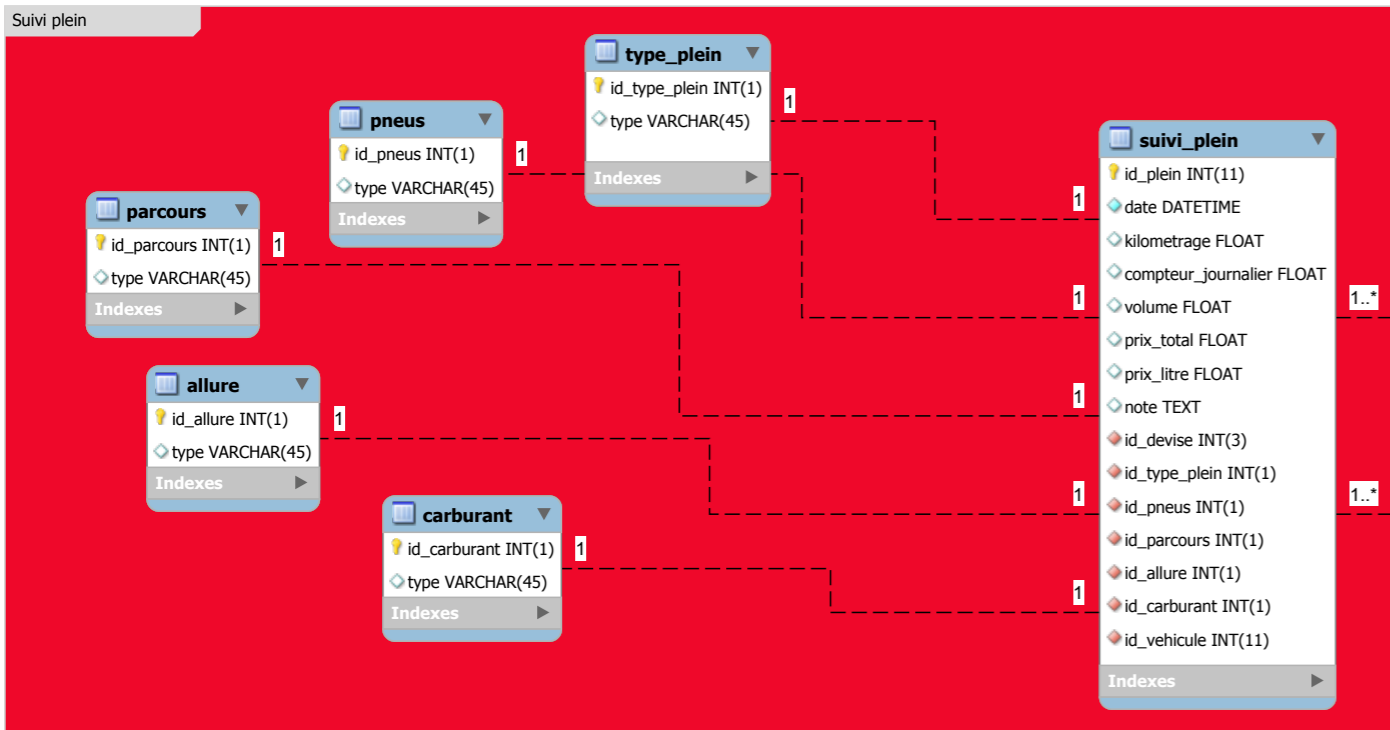 Suivi plein
type_plein
id_type_plein INT(1)
type VARCHAR(45)
Indexes
1
pneus
id_pneus INT(1)
type VARCHAR(45)
Indexes
1
parcours
id_parcours INT(1)
type VARCHAR(45)
Indexes
1
allure
id_allure INT(1)
type VARCHAR(45)
Indexes
1
carburant
id_carburant INT(1)
type VARCHAR(45)
Indexes
1
1
1
1
1
1
suivi_plein
id_plein INT(11)
date DATETIME
kilometrage FLOAT
compteur_journalier FLOAT
volume FLOAT
prix_total FLOAT
prix_litre FLOAT
note TEXT
id_devise INT(3)
id_type_plein INT(1)
id_pneus INT(1)
id_parcours INT(1)
id_allure INT(1)
id_carburant INT(1)
id_vehicule INT(11)
Indexes
1..*
1..*